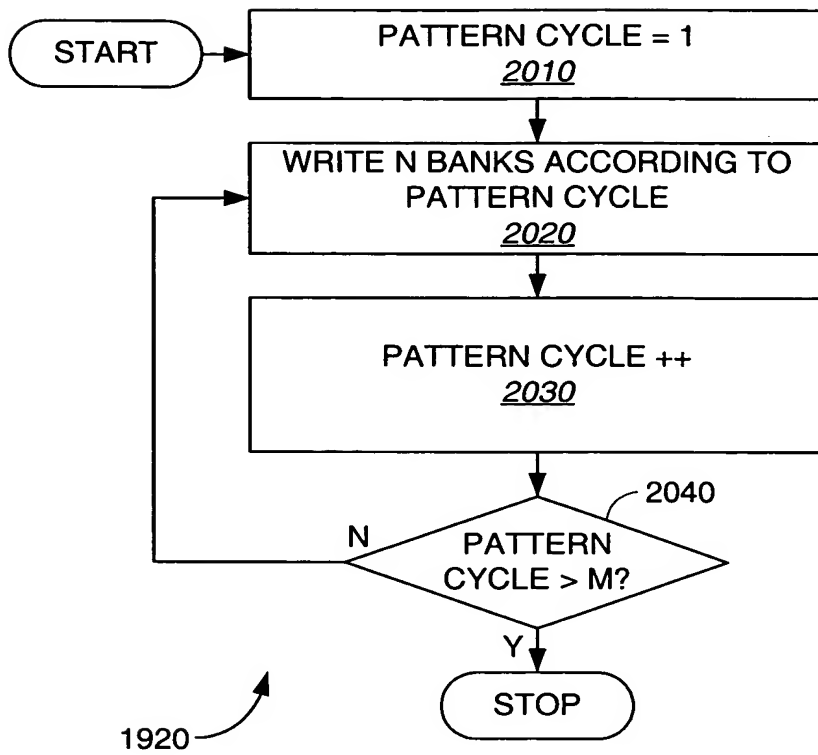 START
PATTERN CYCLE = 1
2010
WRITE N BANKS ACCORDING TO
PATTERN CYCLE
2020
PATTERN CYCLE ++
2030
2040
N
PATTERN
CYCLE > M?
Y
STOP
1920